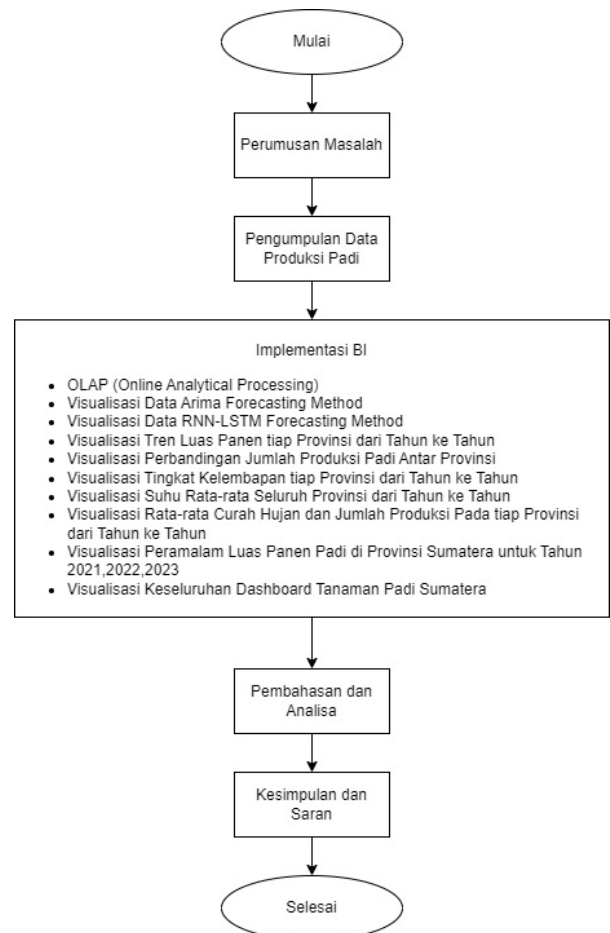 Mulai
Perumusan Masalah
Pengumpulan Data
Produksi Padi
Implementasi BI
• OLAP (Online Analytical Processing)
• Visualisasi Data Arima Forecasting Method
• Visualisasi Data RNN-LSTM Forecasting Method
• Visualisasi Tren Luas Panen tiap Provinsi dari Tahun ke Tahun
• Visualisasi Perbandingan Jumlah Produksi Padi Antar Provinsi
• Visualisasi Tingkat Kelembapan tiap Provinsi dari Tahun ke Tahun
• Visualisasi Suhu Rata-rata Seluruh Provinsi dari Tahun ke Tahun
• Visualisasi Rata-rata Curah Hujan dan Jumlah Produksi Pada tiap Provinsi
dari Tahun ke Tahun
• Visualisasi Peramalam Luas Panen Padi di Provinsi Sumatera untuk Tahun
2021,2022,2023
• Visualisasi Keseluruhan Dashboard Tanaman Padi Sumatera
Pembahasan dan
Analisa
Kesimpulan dan
Saran
Selesai